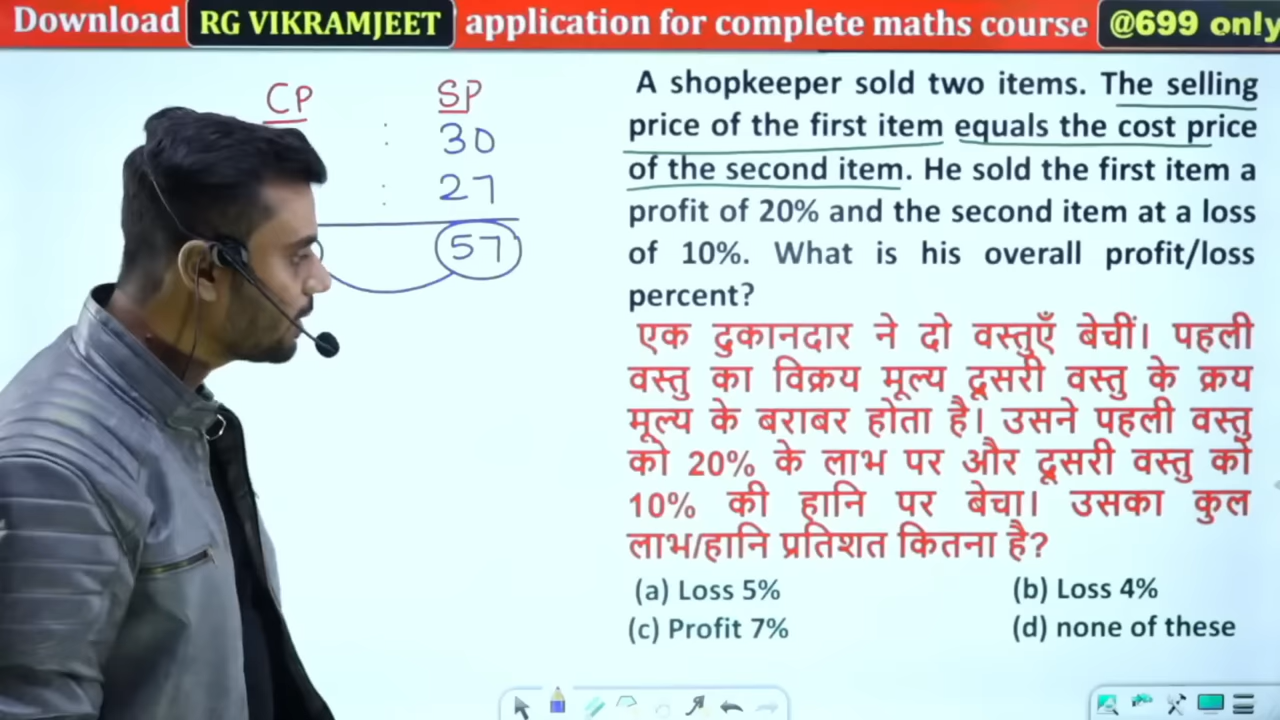 Download RG VIKRAMJEET application for complete maths course @699 only
CP SP
: 30
: 27
57
A shopkeeper sold two items. The selling
price of the first item equals the cost price
of the second item. He sold the first item a
profit of 20% and the second item at a loss
of 10%. What is his overall profit/loss
percent?
एक दुकानदार ने दो वस्तुएँ बेचीं। पहली
वस्तु का विक्रय मूल्य दूसरी वस्तु के क्रय
मूल्य के बराबर होता है। उसने पहली वस्तु
को 20% के लाभ पर और दूसरी वस्तु को
10% की हानि पर बेचा। उसका कुल
लाभ/हानि प्रतिशत कितना है?
(a) Loss 5% (b) Loss 4%
(c) Profit 7% (d) none of these